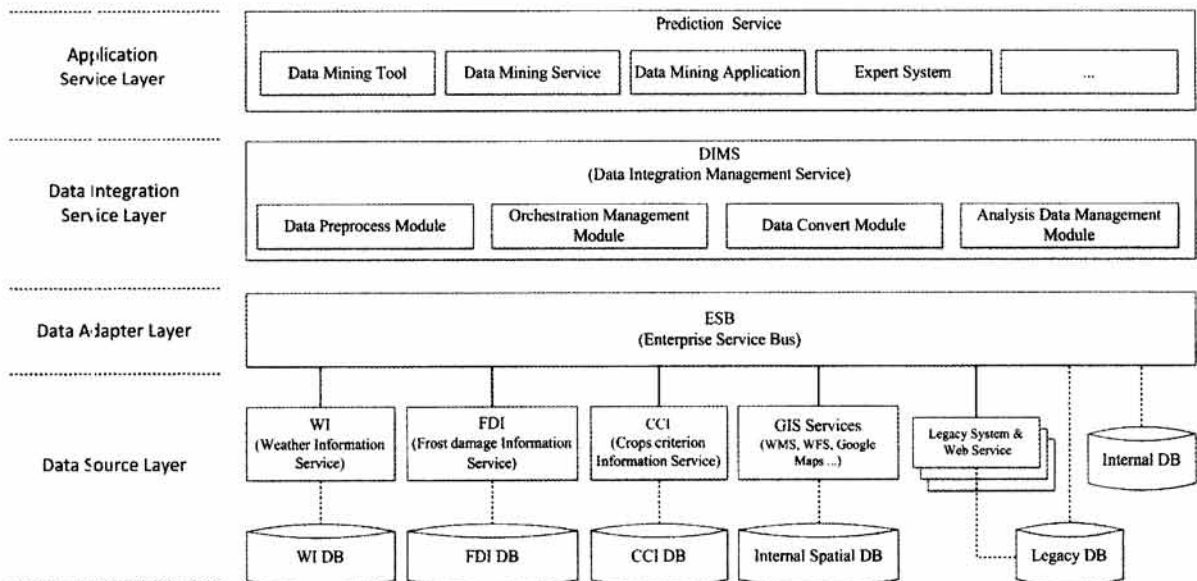 Application
Service Layer
Prediction Service
Data Mining Tool
Data Mining Service
Data Mining Application
Expert System
...
Data Integration
Service Layer
DIMS
(Data Integration Management Service)
Data Preprocess Module
Orchestration Management
Module
Data Convert Module
Analysis Data Management
Module
Data Adapter Layer
ESB
(Enterprise Service Bus)
Data Source Layer
WI
(Weather Information
Service)
FDI
(Frost damage Information
Service)
CCI
(Crops criterion
Information Service)
GIS Services
(WMS, WFS, Google
Maps ...)
Legacy System &
Web Service
Internal DB
WI DB
FDI DB
CCI DB
Internal Spatial DB
Legacy DB